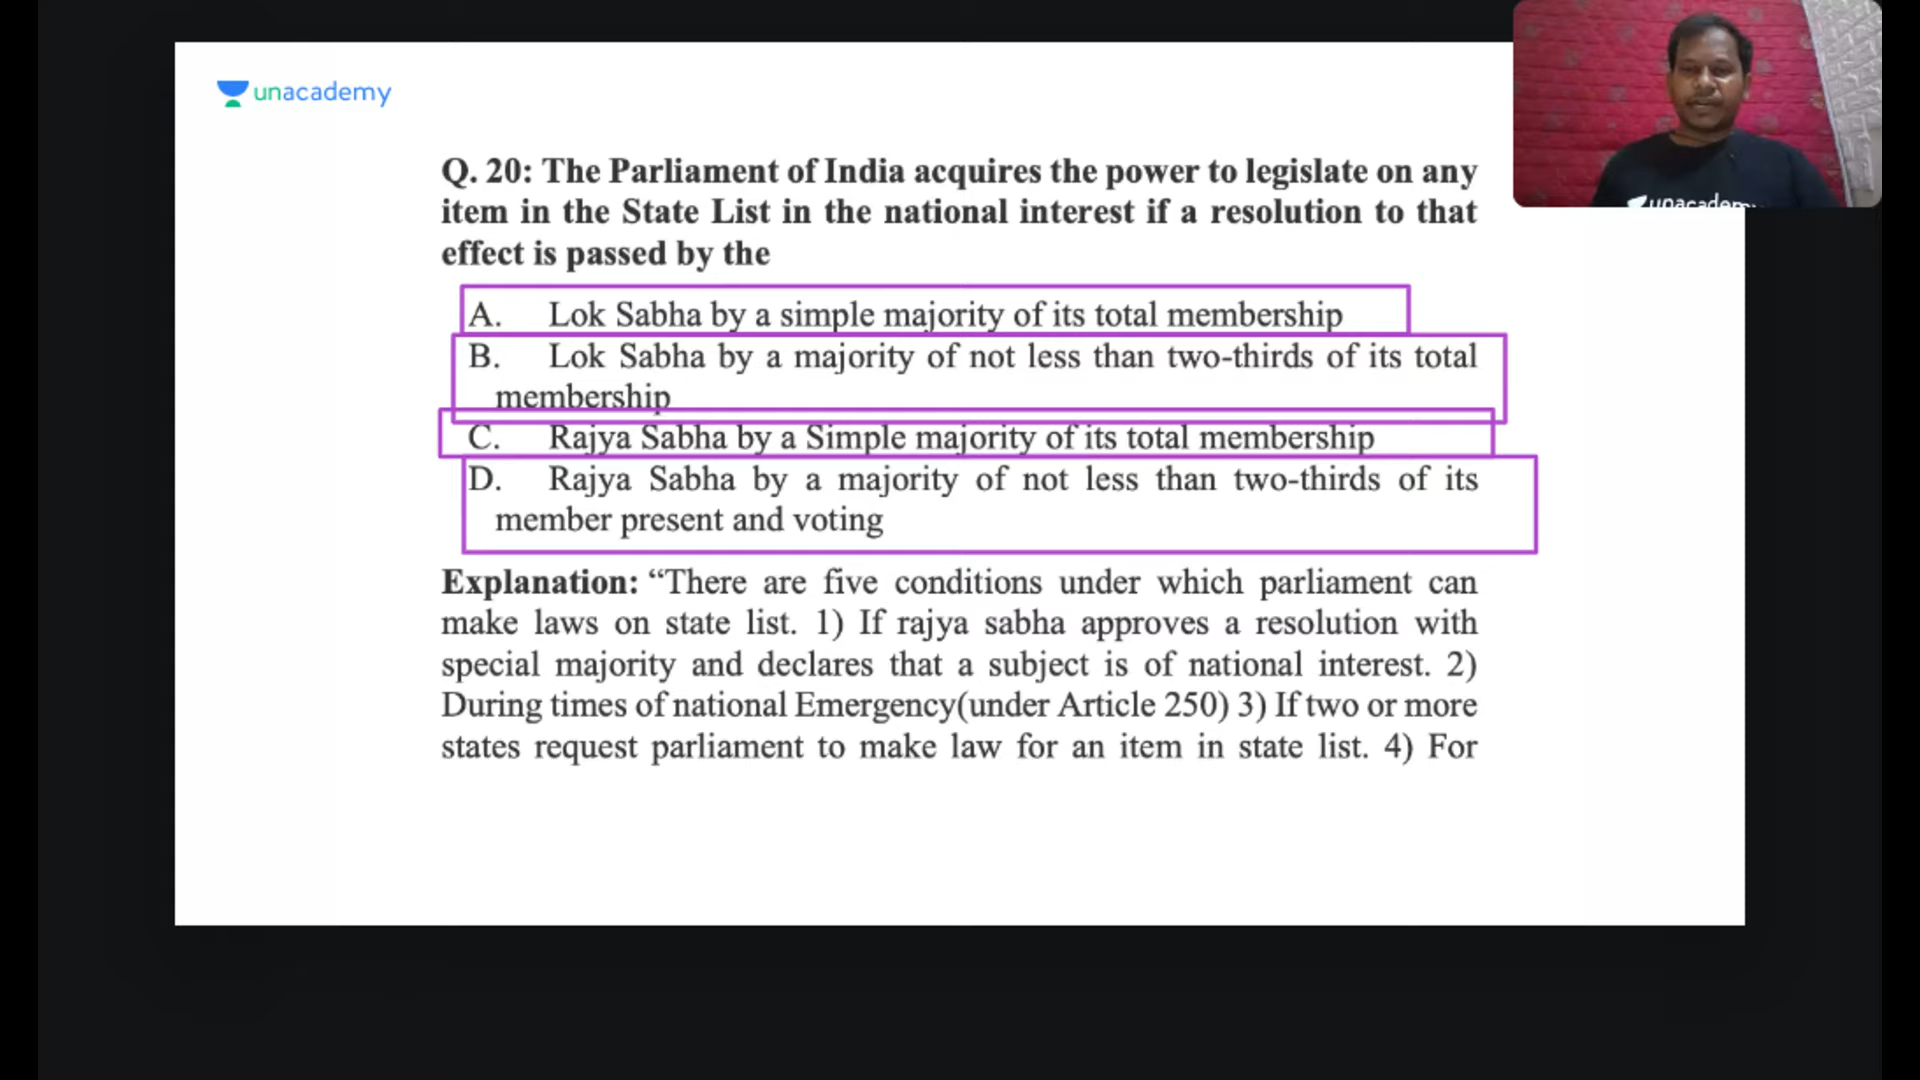 unacademy
Q. 20: The Parliament of India acquires the power to legislate on any
item in the State List in the national interest if a resolution to that
effect is passed by the
A. Lok Sabha by a simple majority of its total membership
B. Lok Sabha by a majority of not less than two-thirds of its total
membership
C. Rajya Sabha by a Simple majority of its total membership
D. Rajya Sabha by a majority of not less than two-thirds of its
member present and voting
Explanation: “There are five conditions under which parliament can
make laws on state list. 1) If rajya sabha approves a resolution with
special majority and declares that a subject is of national interest. 2)
During times of national Emergency(under Article 250) 3) If two or more
states request parliament to make law for an item in state list. 4) For
unacademy